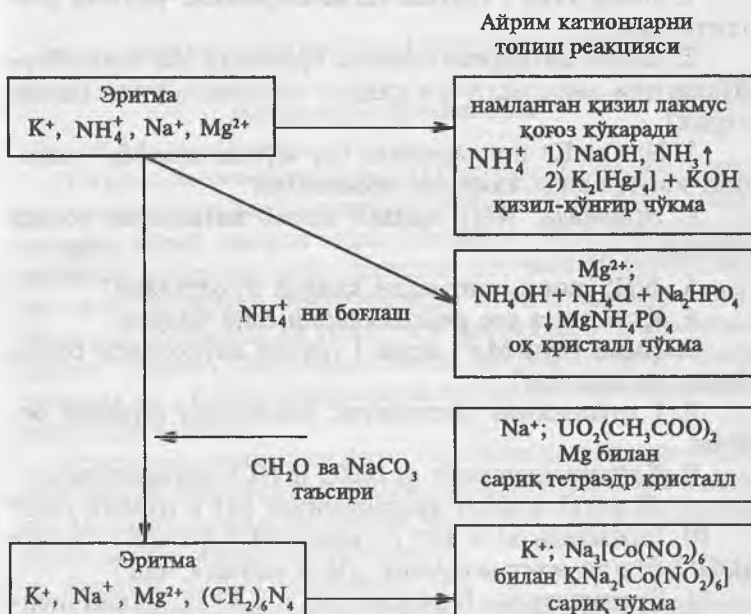 Айрим катионларни
топиш реакцияси
Эритма
K⁺, NH₄⁺, Na⁺, Mg²⁺
намланган қизил лакмус
қоғоз кўкаради
NH₄⁺ 1) NaOH, NH₃↑
2) K₂[HgJ₄] + KOH
қизил-қўнғир чўкма
NH₄⁺ ни боғлаш
Mg²⁺;
NH₄OH + NH₄Cl + Na₂HPO₄
↓ MgNH₄PO₄
оқ кристалл чўкма
CH₂O ва NaCO₃
таъсири
Na⁺; UO₂(CH₃COO)₂
Mg билан
сариқ тетраэдр кристалл
Эритма
K⁺, Na⁺, Mg²⁺, (CH₂)₆N₄
K⁺; Na₃[Co(NO₂)₆
билан KNa₂[Co(NO₂)₆]
сариқ чўкма